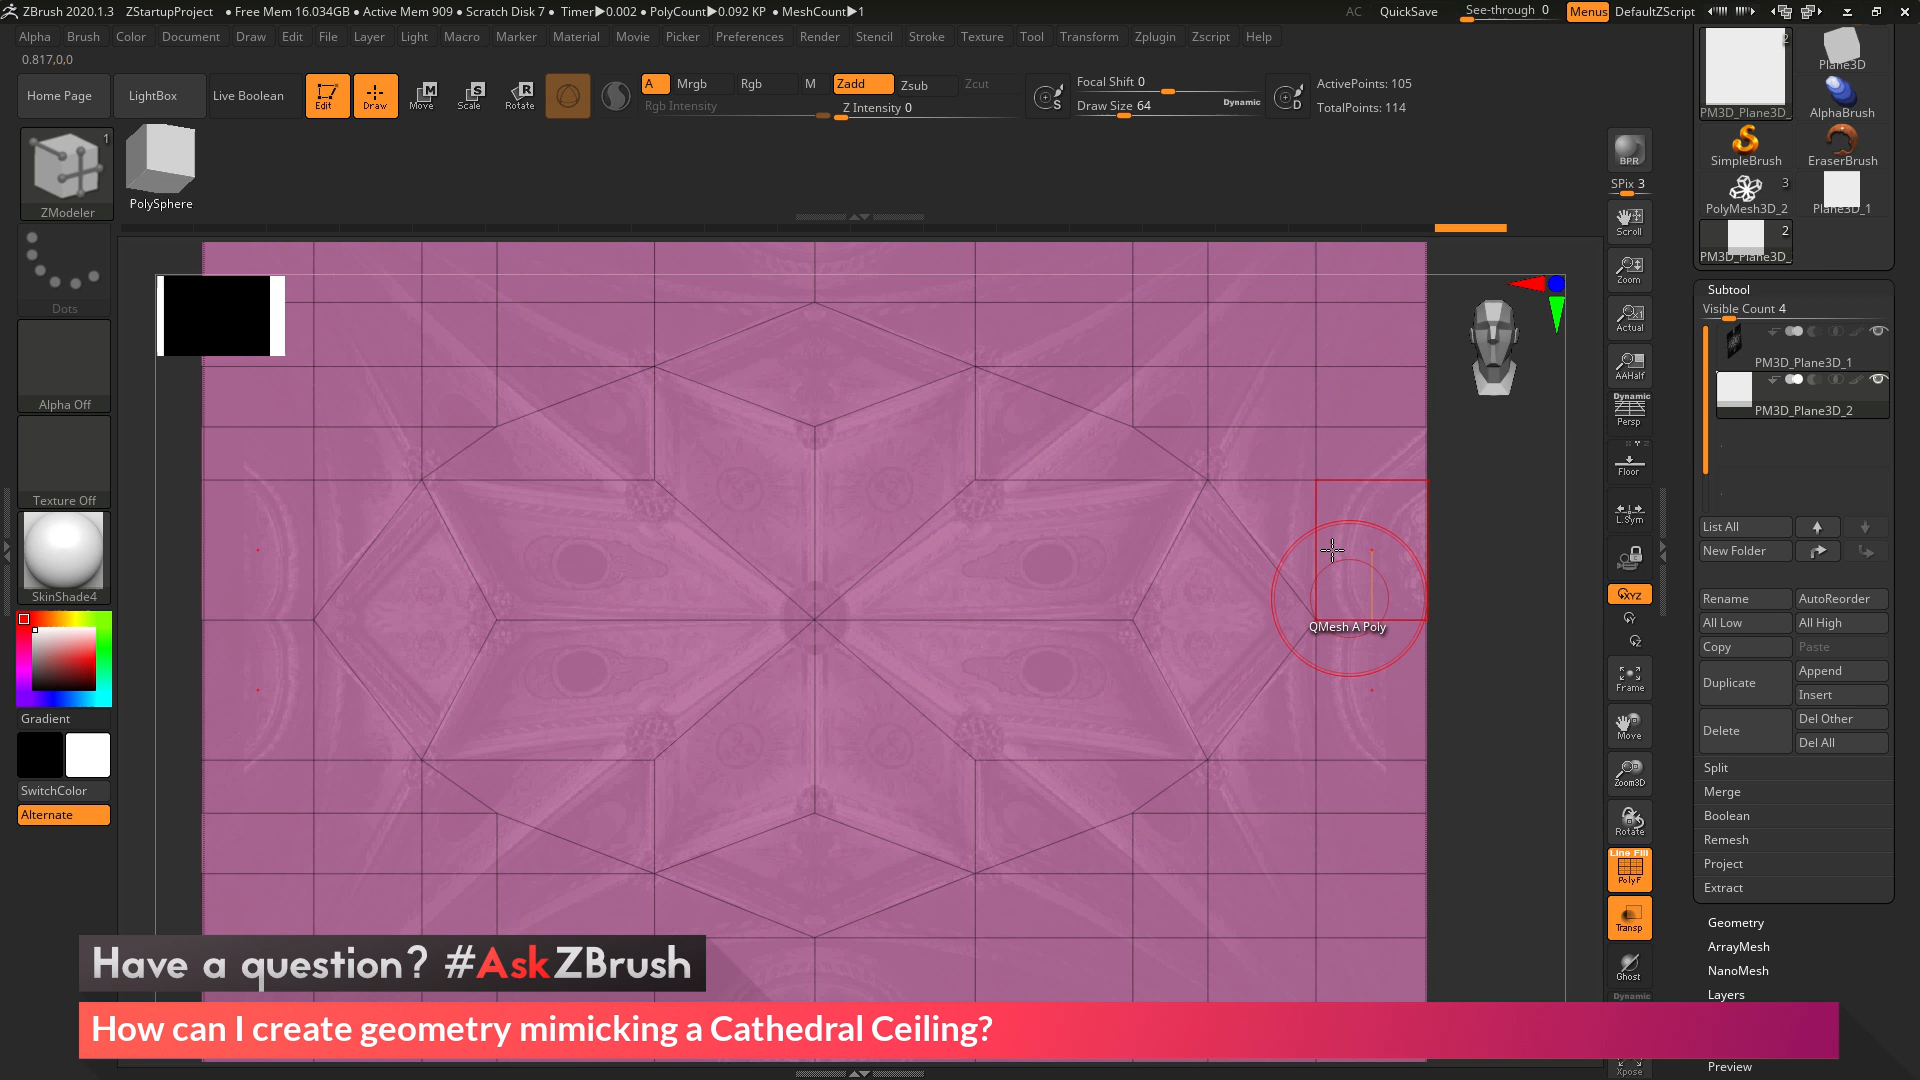 ZBrush 2020.1.3 ZStartupProject • Free Mem 16.034GB • Active Mem 909 • Scratch Disk 7 • Timer▶0.002 • PolyCount▶0.092 KP • MeshCount▶1 AC QuickSave See-through 0 Menus DefaultZScript
Alpha Brush Color Document Draw Edit File Layer Light Macro Marker Material Movie Picker Preferences Render Stencil Stroke Texture Tool Transform Zplugin Zscript Help
0.817,0,0
Home Page LightBox Live Boolean Edit Draw Move Scale Rotate
A Mrgb Rgb M Zadd Zsub Zcut
Rgb Intensity Z Intensity 0
S Focal Shift 0
Draw Size 64 Dynamic
D ActivePoints: 105
TotalPoints: 114
1
ZModeler
PolySphere
Dots
Alpha Off
Texture Off
SkinShade4
Gradient
SwitchColor
Alternate
QMesh A Poly
BPR
SPix 3
Scroll
Zoom
Actual
AAHalf
Dynamic
Persp
Floor
L.Sym
XYZ
Frame
Move
Zoom3D
Rotate
Line Fill
PolyF
Transp
Ghost
Dynamic
Xpose
2
PM3D_Plane3D_ Plane3D
AlphaBrush
SimpleBrush EraserBrush
3
PolyMesh3D_2 Plane3D_1
2
PM3D_Plane3D_
Subtool
Visible Count 4
PM3D_Plane3D_1
PM3D_Plane3D_2
List All
New Folder
Rename AutoReorder
All Low All High
Copy Paste
Duplicate Append
Insert
Delete Del Other
Del All
Split
Merge
Boolean
Remesh
Project
Extract
Geometry
ArrayMesh
NanoMesh
Layers
Preview
Have a question? #AskZBrush
How can I create geometry mimicking a Cathedral Ceiling?